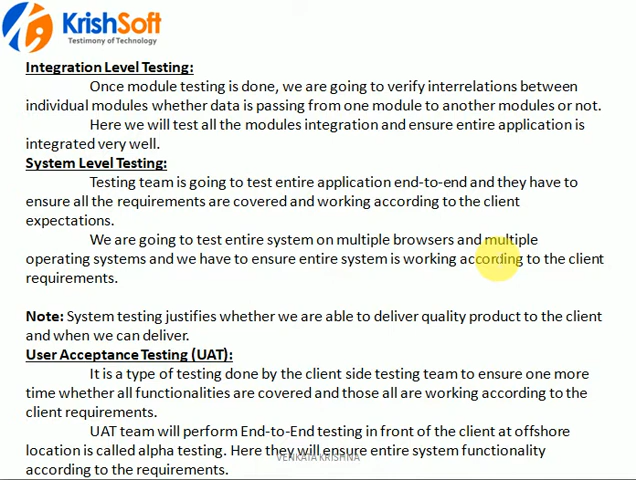 KrishSoft
Testimony of Technology
Integration Level Testing:
Once module testing is done, we are going to verify interrelations between
individual modules whether data is passing from one module to another modules or not.
Here we will test all the modules integration and ensure entire application is
integrated very well.
System Level Testing:
Testing team is going to test entire application end-to-end and they have to
ensure all the requirements are covered and working according to the client
expectations.
We are going to test entire system on multiple browsers and multiple
operating systems and we have to ensure entire system is working according to the client
requirements.
Note: System testing justifies whether we are able to deliver quality product to the client
and when we can deliver.
User Acceptance Testing (UAT):
It is a type of testing done by the client side testing team to ensure one more
time whether all functionalities are covered and those all are working according to the
client requirements.
UAT team will perform End-to-End testing in front of the client at offshore
location is called alpha testing. Here they will ensure entire system functionality
VENKATA KRISHNA
according to the requirements.